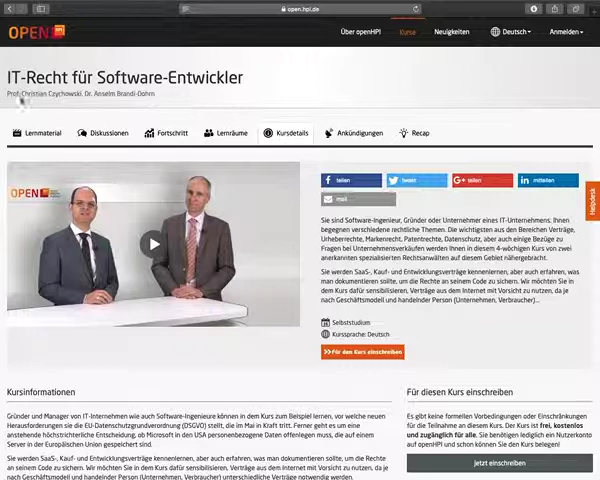 open.hpi.de
OPEN HPI
Über openHPI
Kurse
Neuigkeiten
Deutsch
Anmelden
IT-Recht für Software-Entwickler
Prof. Christian Czychowski, Dr. Anselm Brandi-Dohrn
Lernmaterial
Diskussionen
Fortschritt
Lernräume
Kursdetails
Ankündigungen
Recap
OPEN
teilen
tweet
teilen
mitteilen
mail
Helpdesk
Sie sind Software-Ingenieur, Gründer oder Unternehmer eines IT-Unternehmens. Ihnen
begegnen verschiedene rechtliche Themen. Die wichtigsten aus den Bereichen Verträge,
Urheberrechte, Markenrecht, Patentrechte, Datenschutz, aber auch einige Bezüge zu
Fragen bei Unternehmensverkäufen werden Ihnen in diesem 4-wöchigen Kurs von zwei
anerkannten spezialisierten Rechtsanwälten auf diesem Gebiet nähergebracht.
Sie werden SaaS-, Kauf- und Entwicklungsverträge kennenlernen, aber auch erfahren, was
man dokumentieren sollte, um die Rechte an seinem Code zu sichern. Wir möchten Sie in
dem Kurs dafür sensibilisieren, Verträge aus dem Internet mit Vorsicht zu nutzen, da je
nach Geschäftsmodell und handelnder Person (Unternehmen, Verbraucher)...
Selbststudium
Kurssprache: Deutsch
Für den Kurs einschreiben
Kursinformationen
Gründer und Manager von IT-Internehmen wie auch Software-Ingenieure können in dem Kurs zum Beispiel lernen, vor welche neuen
Herausforderungen sie die EU-Datenschutzgrundverordnung (DSGVO) stellt, die im Mai in Kraft tritt. Ferner geht es um eine
anstehende höchstrichterliche Entscheidung, ob Microsoft in den USA personenbezogene Daten offenlegen muss, die auf einem
Server in der Europäischen Union gespeichert sind.
Sie werden SaaS-, Kauf- und Entwicklungsverträge kennenlernen, aber auch erfahren, was man dokumentieren sollte, um die Rechte
an seinem Code zu sichern. Wir möchten Sie in dem Kurs dafür sensibilisieren, Verträge aus dem Internet mit Vorsicht zu nutzen, da je
nach Geschäftsmodell und handelnder Person (Unternehmen, Verbraucher) unterschiedliche Verträge notwendig werden.
Für diesen Kurs einschreiben
Es gibt keine formellen Vorbedingungen oder Einschränkungen
für die Teilnahme an diesem Kurs. Der Kurs ist frei, kostenlos
und zugänglich für alle. Sie benötigen lediglich ein Nutzerkonto
auf openHPI und schon können Sie den Kurs belegen!
Jetzt einschreiben